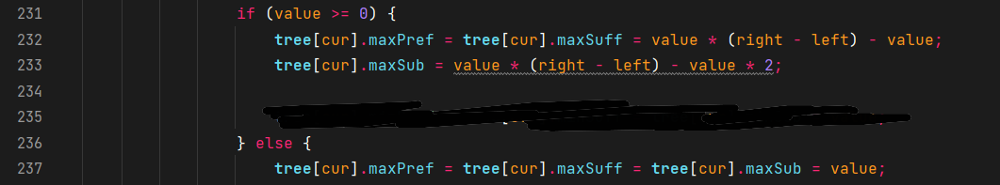 231 if (value >= 0) {
232 tree[cur].maxPref = tree[cur].maxSuff = value * (right - left) - value;
233 tree[cur].maxSub = value * (right - left) - value * 2;
234
235
236 } else {
237 tree[cur].maxPref = tree[cur].maxSuff = tree[cur].maxSub = value;